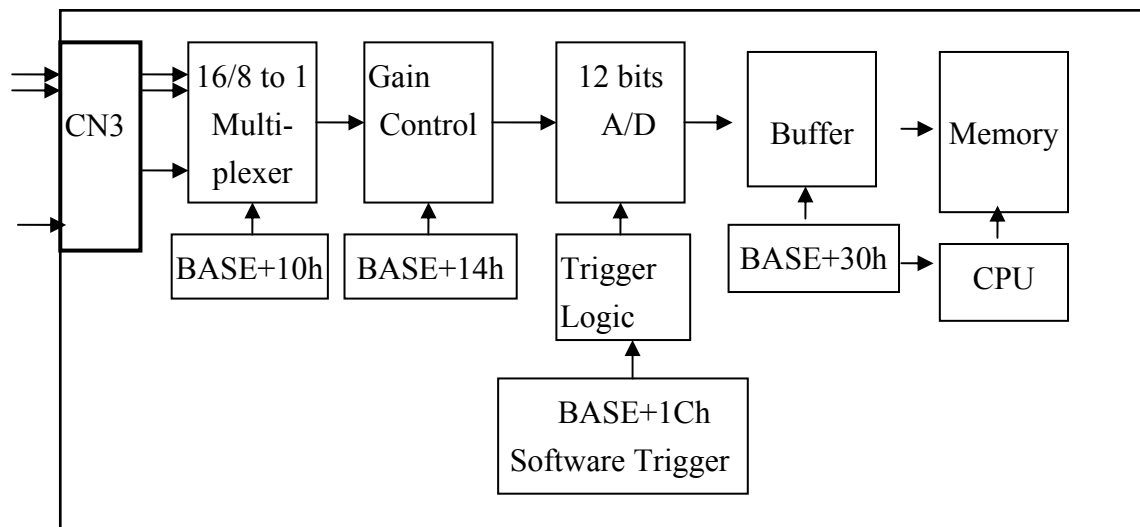 CN3
16/8 to 1
Multi-
plexer
Gain
Control
12 bits
A/D
Buffer
Memory
BASE+10h
BASE+14h
Trigger
Logic
BASE+30h
CPU
BASE+1Ch
Software Trigger